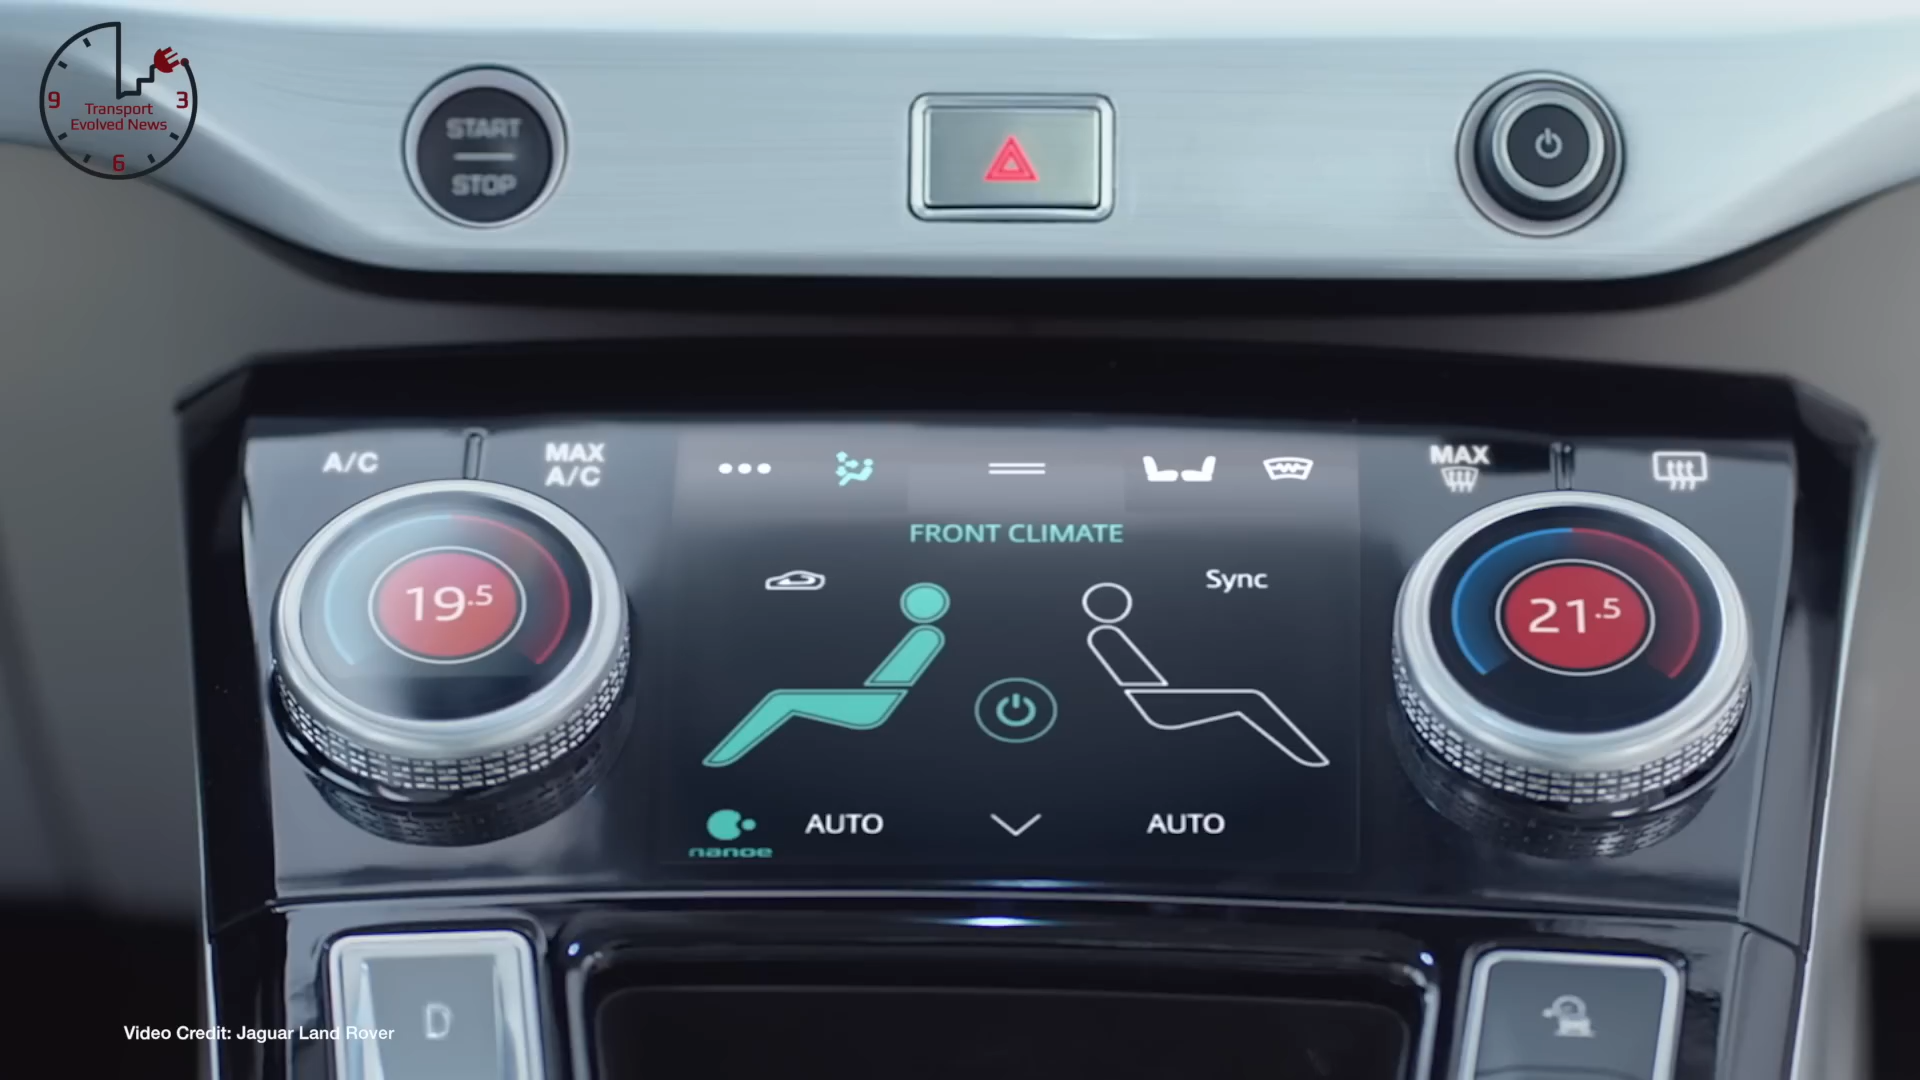 9
3
Transport
Evolved News
6
START
STOP
A/C
MAX
A/C
MAX
FRONT CLIMATE
Sync
19.5
21.5
AUTO
AUTO
nanoe
D
Video Credit: Jaguar Land Rover